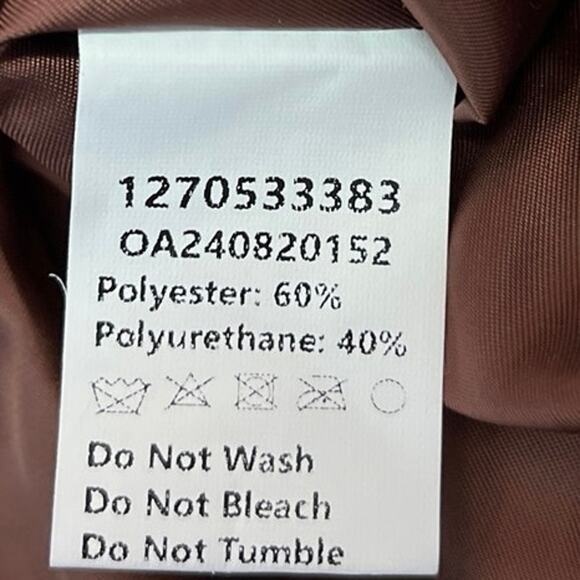 1270533383
OA240820152
Polyester: 60%
Polyurethane: 40%
Do Not Wash
Do Not Bleach
Do Not Tumble